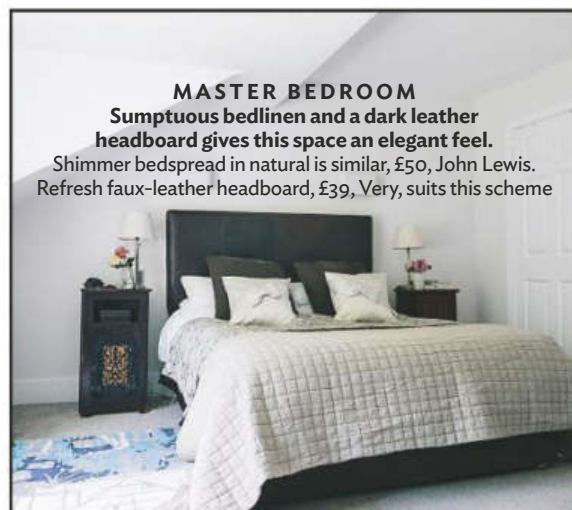 MASTER BEDROOM
Sumptuous bedlinen and a dark leather
headboard gives this space an elegant feel.
Shimmer bedspread in natural is similar, £50, John Lewis.
Refresh faux-leather headboard, £39, Very, suits this scheme